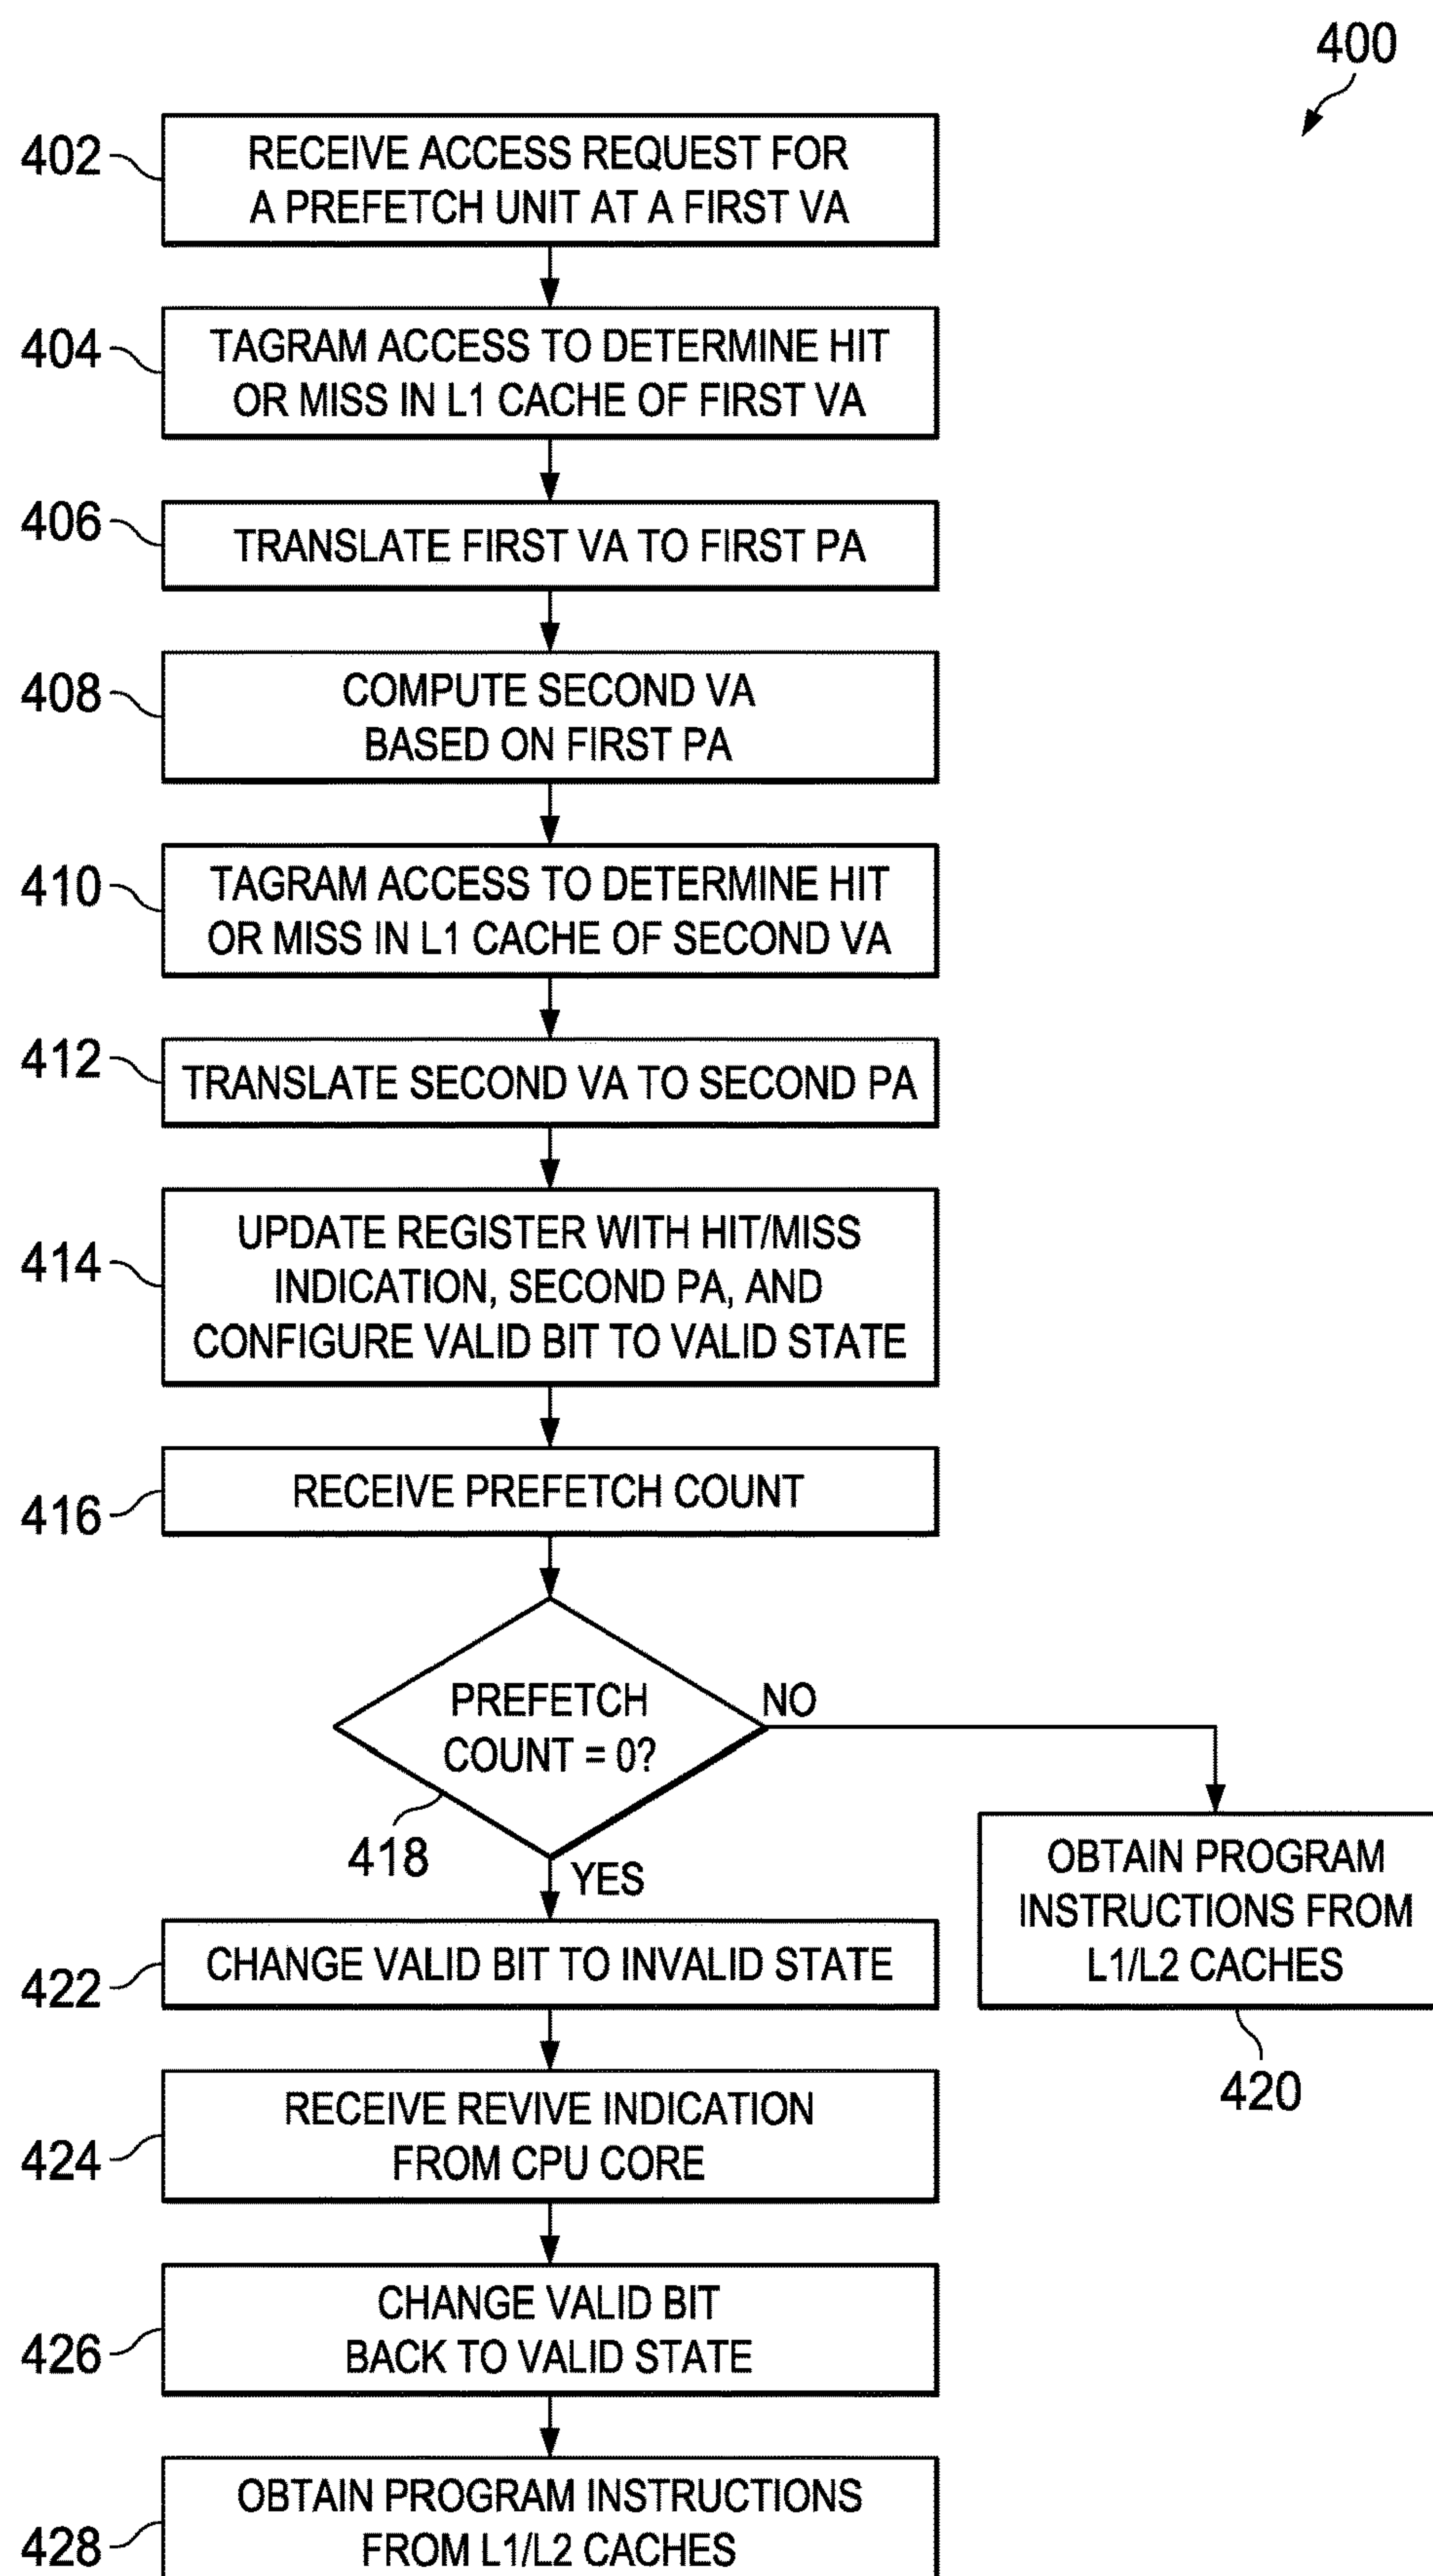 400
402
RECEIVE ACCESS REQUEST FOR
A PREFETCH UNIT AT A FIRST VA
404
TAGRAM ACCESS TO DETERMINE HIT
OR MISS IN L1 CACHE OF FIRST VA
406
TRANSLATE FIRST VA TO FIRST PA
408
COMPUTE SECOND VA
BASED ON FIRST PA
410
TAGRAM ACCESS TO DETERMINE HIT
OR MISS IN L1 CACHE OF SECOND VA
412
TRANSLATE SECOND VA TO SECOND PA
414
UPDATE REGISTER WITH HIT/MISS
INDICATION, SECOND PA, AND
CONFIGURE VALID BIT TO VALID STATE
416
RECEIVE PREFETCH COUNT
PREFETCH
COUNT = 0?
NO
418
YES
OBTAIN PROGRAM
INSTRUCTIONS FROM
L1/L2 CACHES
420
422
CHANGE VALID BIT TO INVALID STATE
424
RECEIVE REVIVE INDICATION
FROM CPU CORE
426
CHANGE VALID BIT
BACK TO VALID STATE
428
OBTAIN PROGRAM INSTRUCTIONS
FROM L1/L2 CACHES